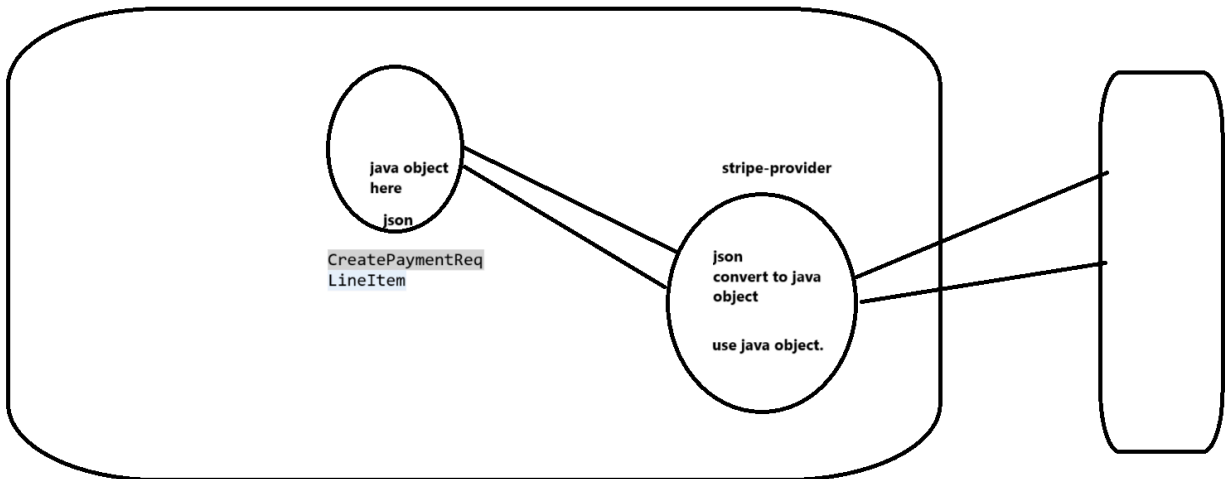 java object
here
json
CreatePaymentReq
LineItem
stripe-provider
json
convert to java
object
use java object.